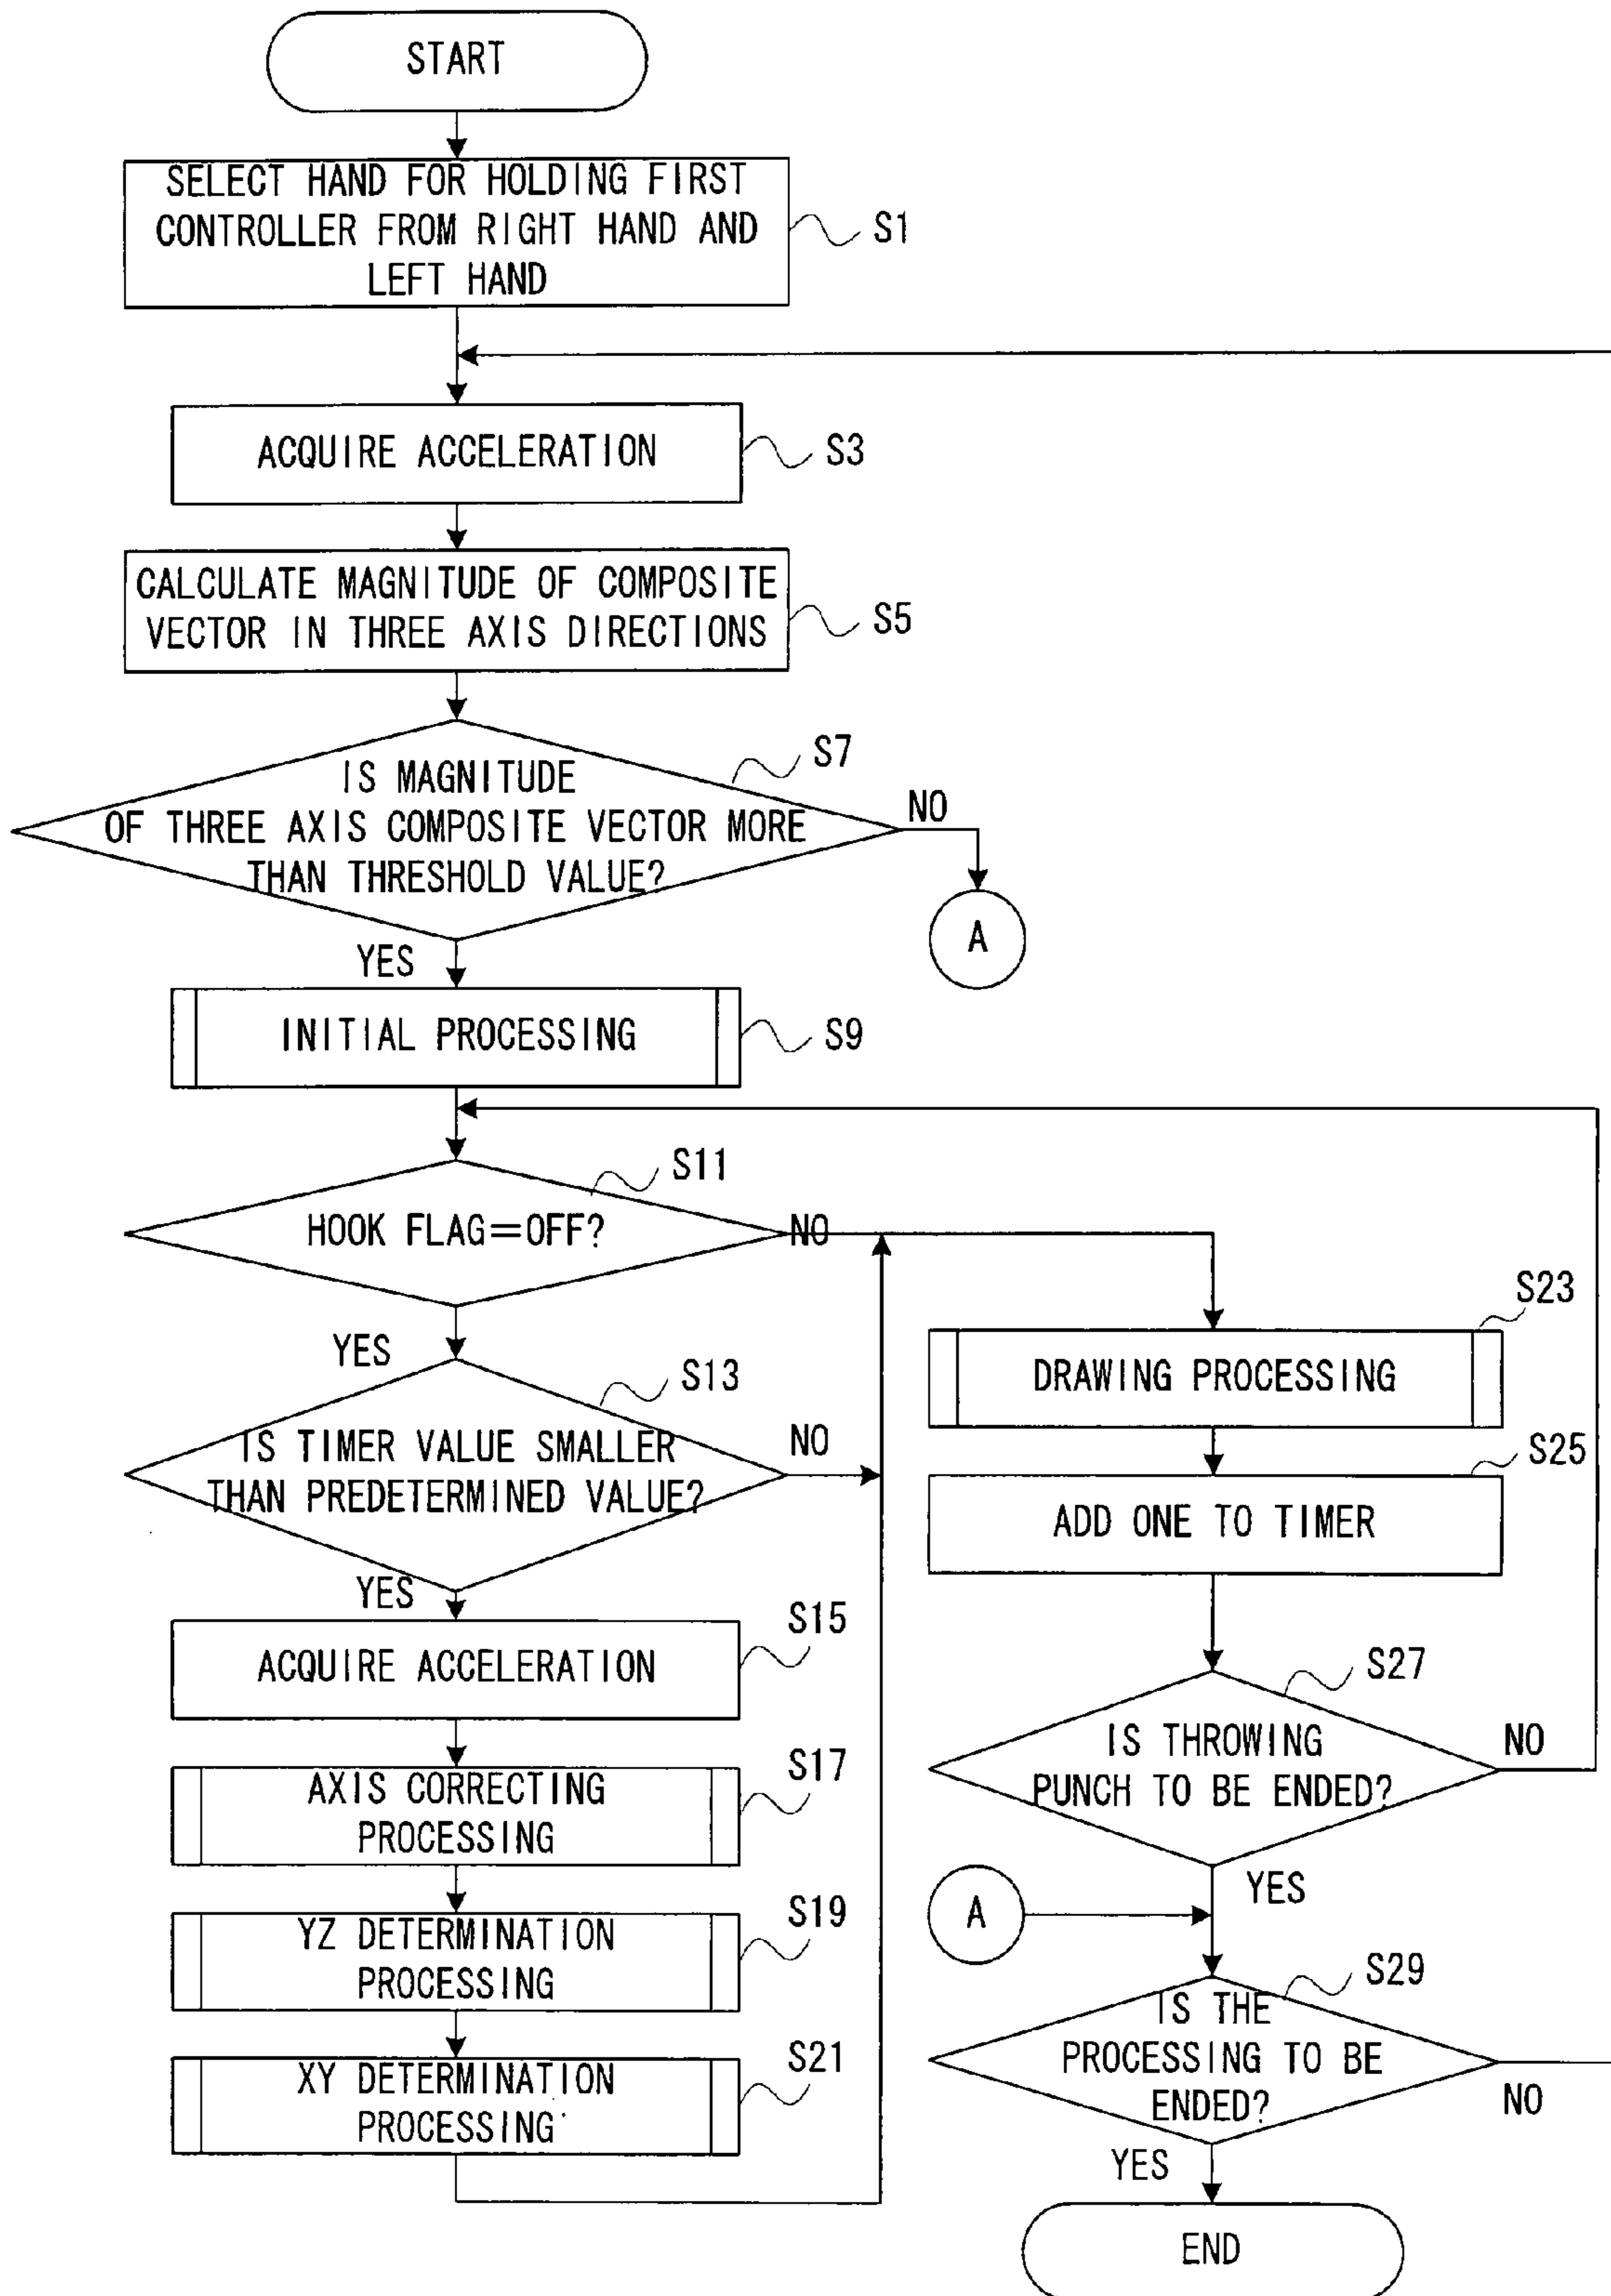 START
SELECT HAND FOR HOLDING FIRST
CONTROLLER FROM RIGHT HAND AND
LEFT HAND
S1
ACQUIRE ACCELERATION
S3
CALCULATE MAGNITUDE OF COMPOSITE
VECTOR IN THREE AXIS DIRECTIONS
S5
S7
IS MAGNITUDE
OF THREE AXIS COMPOSITE VECTOR MORE
THAN THRESHOLD VALUE?
NO
A
YES
INITIAL PROCESSING
S9
S11
HOOK FLAG=OFF?
NO
YES
S13
IS TIMER VALUE SMALLER
THAN PREDETERMINED VALUE?
NO
YES
S15
ACQUIRE ACCELERATION
S17
AXIS CORRECTING
PROCESSING
S19
YZ DETERMINATION
PROCESSING
S21
XY DETERMINATION
PROCESSING
S23
DRAWING PROCESSING
S25
ADD ONE TO TIMER
S27
IS THROWING
PUNCH TO BE ENDED?
NO
YES
A
S29
IS THE
PROCESSING TO BE
ENDED?
NO
YES
END